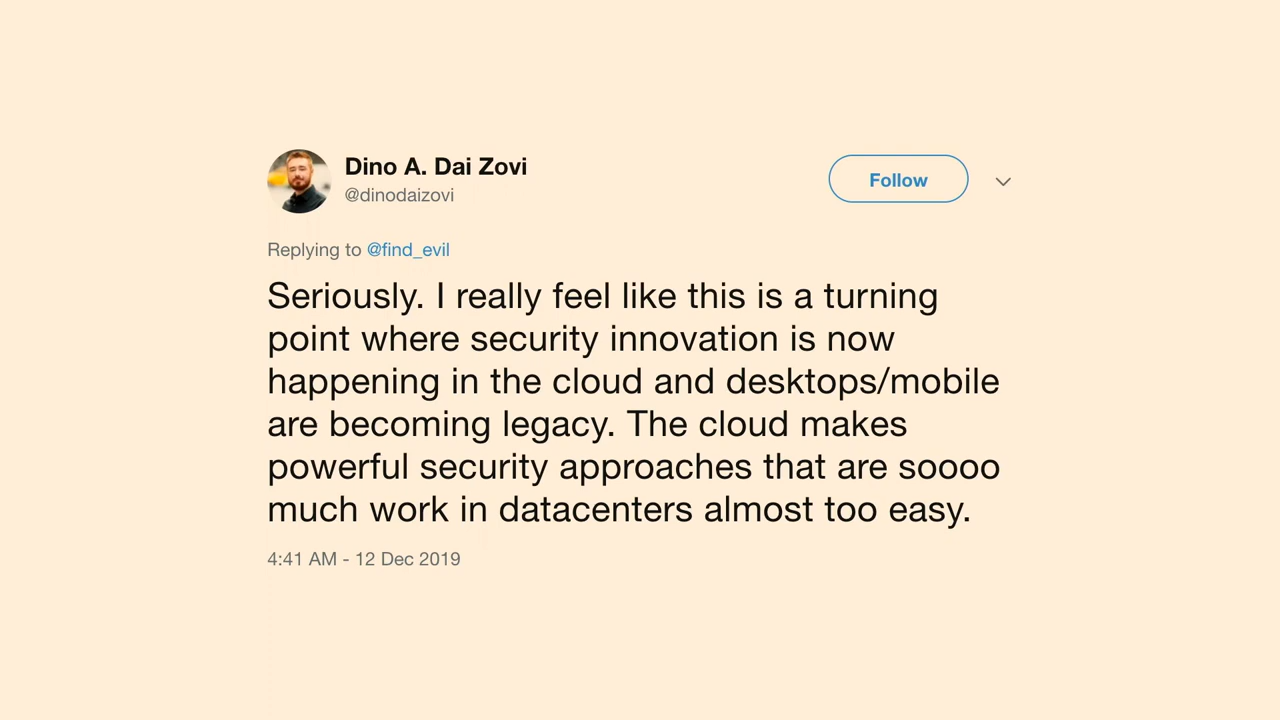 Dino A. Dai Zovi
@dinodaizovi
Follow
Replying to @find_evil
Seriously. I really feel like this is a turning
point where security innovation is now
happening in the cloud and desktops/mobile
are becoming legacy. The cloud makes
powerful security approaches that are soooo
much work in datacenters almost too easy.
4:41 AM - 12 Dec 2019